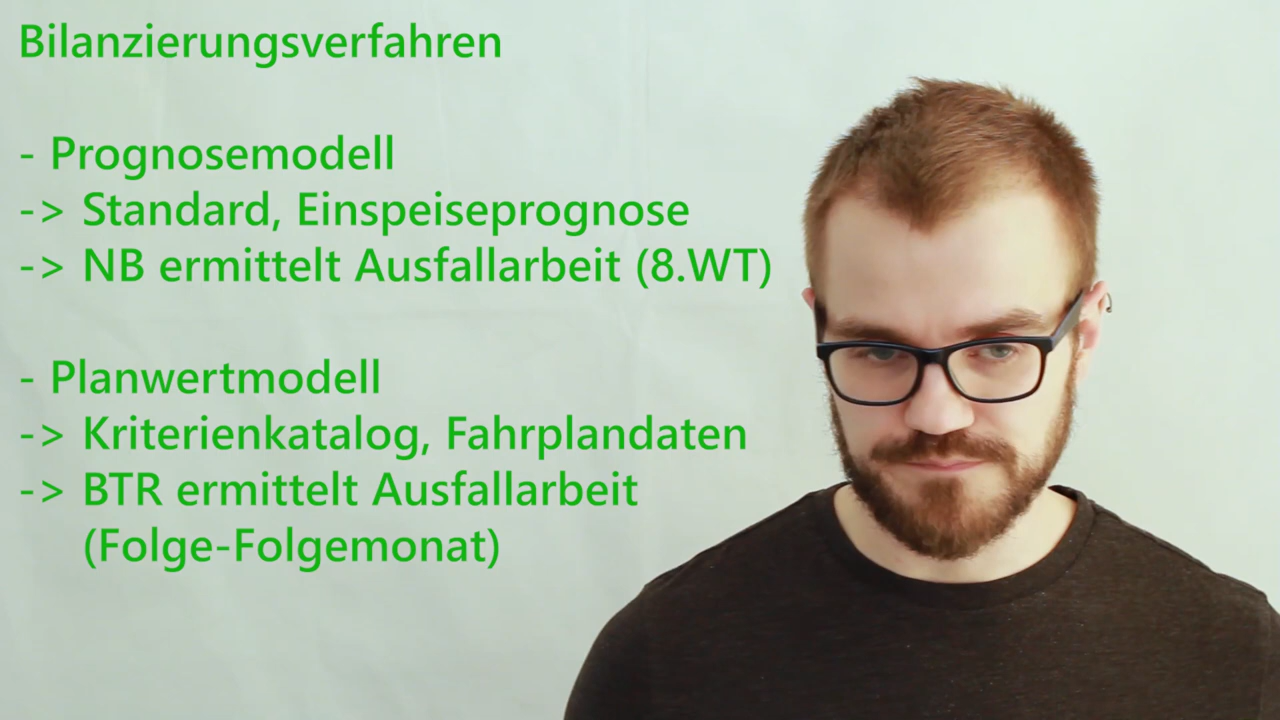 Bilanzierungsverfahren
- Prognosemodell
-> Standard, Einspeiseprognose
-> NB ermittelt Ausfallarbeit (8.WT)
- Planwertmodell
-> Kriterienkatalog, Fahrplandaten
-> BTR ermittelt Ausfallarbeit
(Folge-Folgemonat)